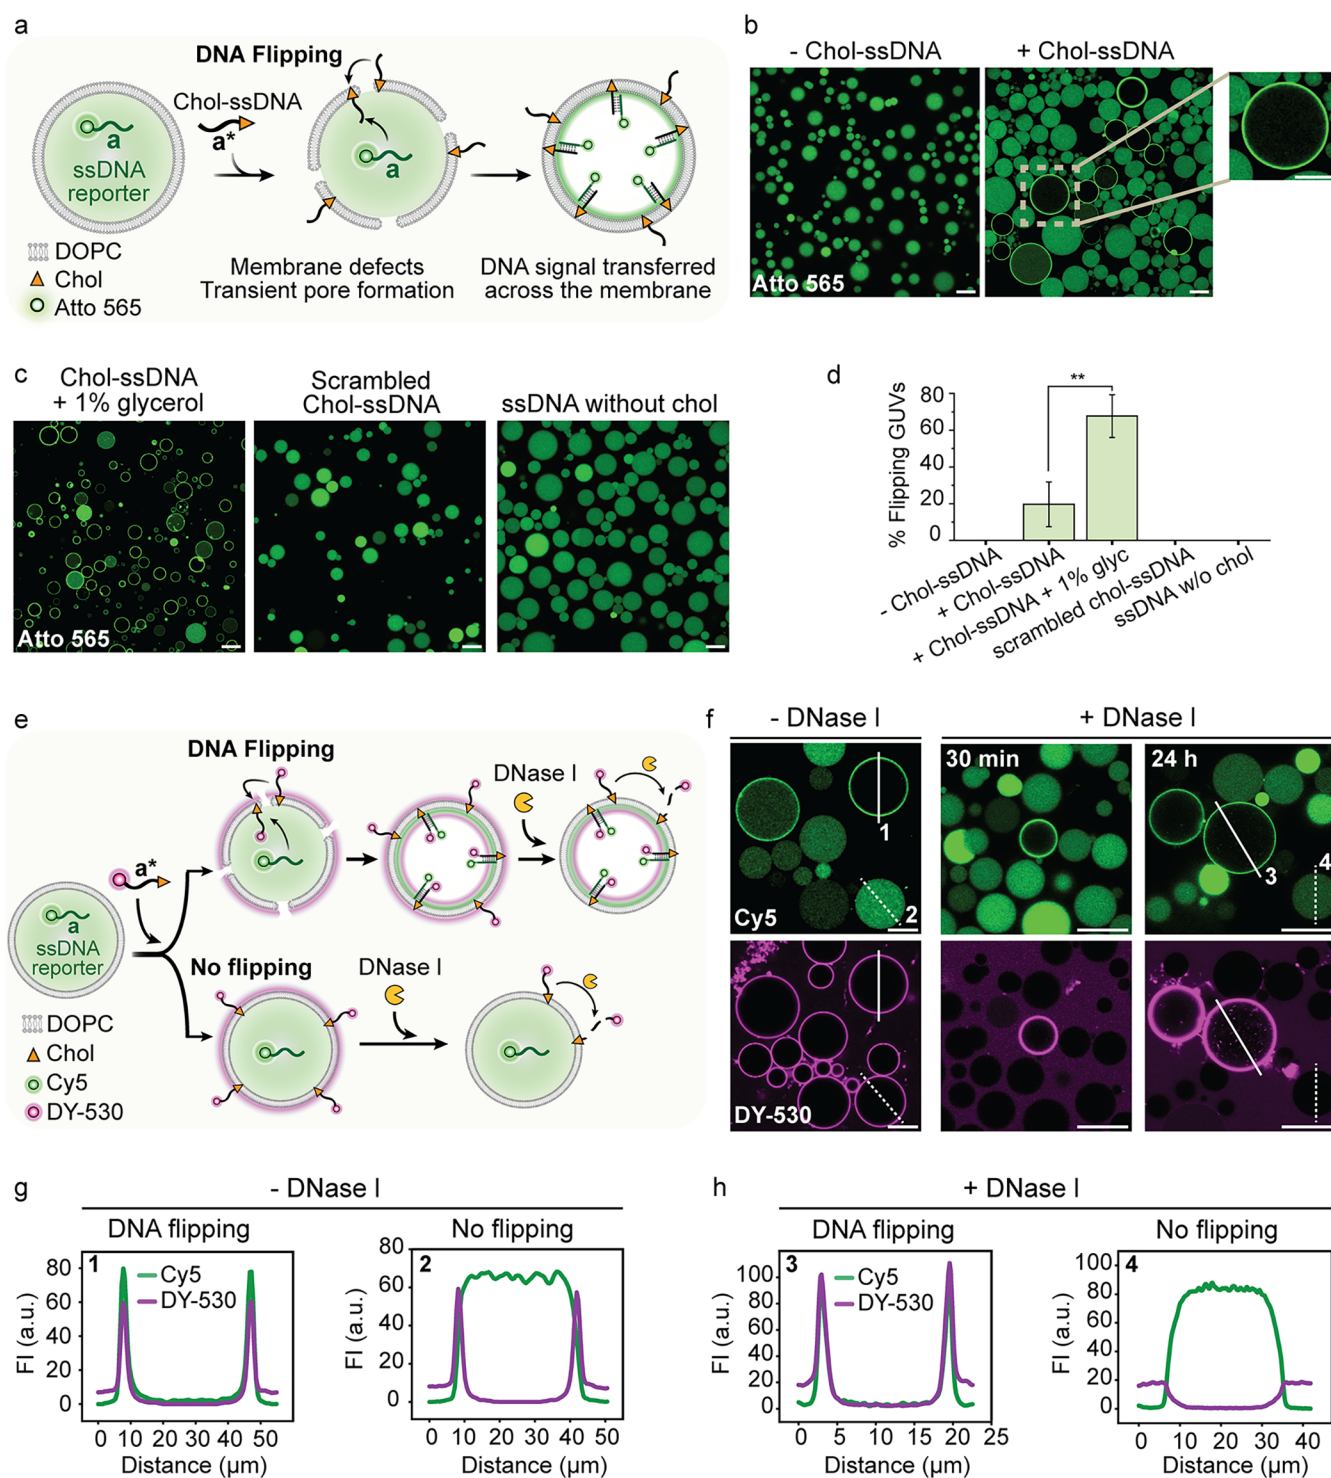 a
DNA Flipping
Chol-ssDNA
a*
a
ssDNA
reporter
a
DOPC
Chol
Atto 565
Membrane defects
Transient pore formation
DNA signal transferred
across the membrane
b
- Chol-ssDNA
+ Chol-ssDNA
Atto 565
c
Chol-ssDNA
+ 1% glycerol
Scrambled
Chol-ssDNA
ssDNA without chol
Atto 565
d
% Flipping GUVs
80
60
40
20
0
**
- Chol-ssDNA
+ Chol-ssDNA
+ Chol-ssDNA + 1% glyc
scrambled chol-ssDNA
ssDNA w/o chol
e
DNA Flipping
DNase I
a*
a
ssDNA
reporter
No flipping
DNase I
DOPC
Chol
Cy5
DY-530
f
- DNase I
+ DNase I
30 min
24 h
1
2
3
4
Cy5
DY-530
g
- DNase I
DNA flipping
No flipping
1
Cy5
DY-530
FI (a.u.)
80
60
40
20
0
0 10 20 30 40 50
Distance (µm)
2
FI (a.u.)
80
60
40
20
0
0 10 20 30 40 50
Distance (µm)
h
+ DNase I
DNA flipping
No flipping
3
Cy5
DY-530
FI (a.u.)
100
80
60
40
20
0
0 5 10 15 20 25
Distance (µm)
4
FI (a.u.)
100
80
60
40
20
0
0 10 20 30 40
Distance (µm)